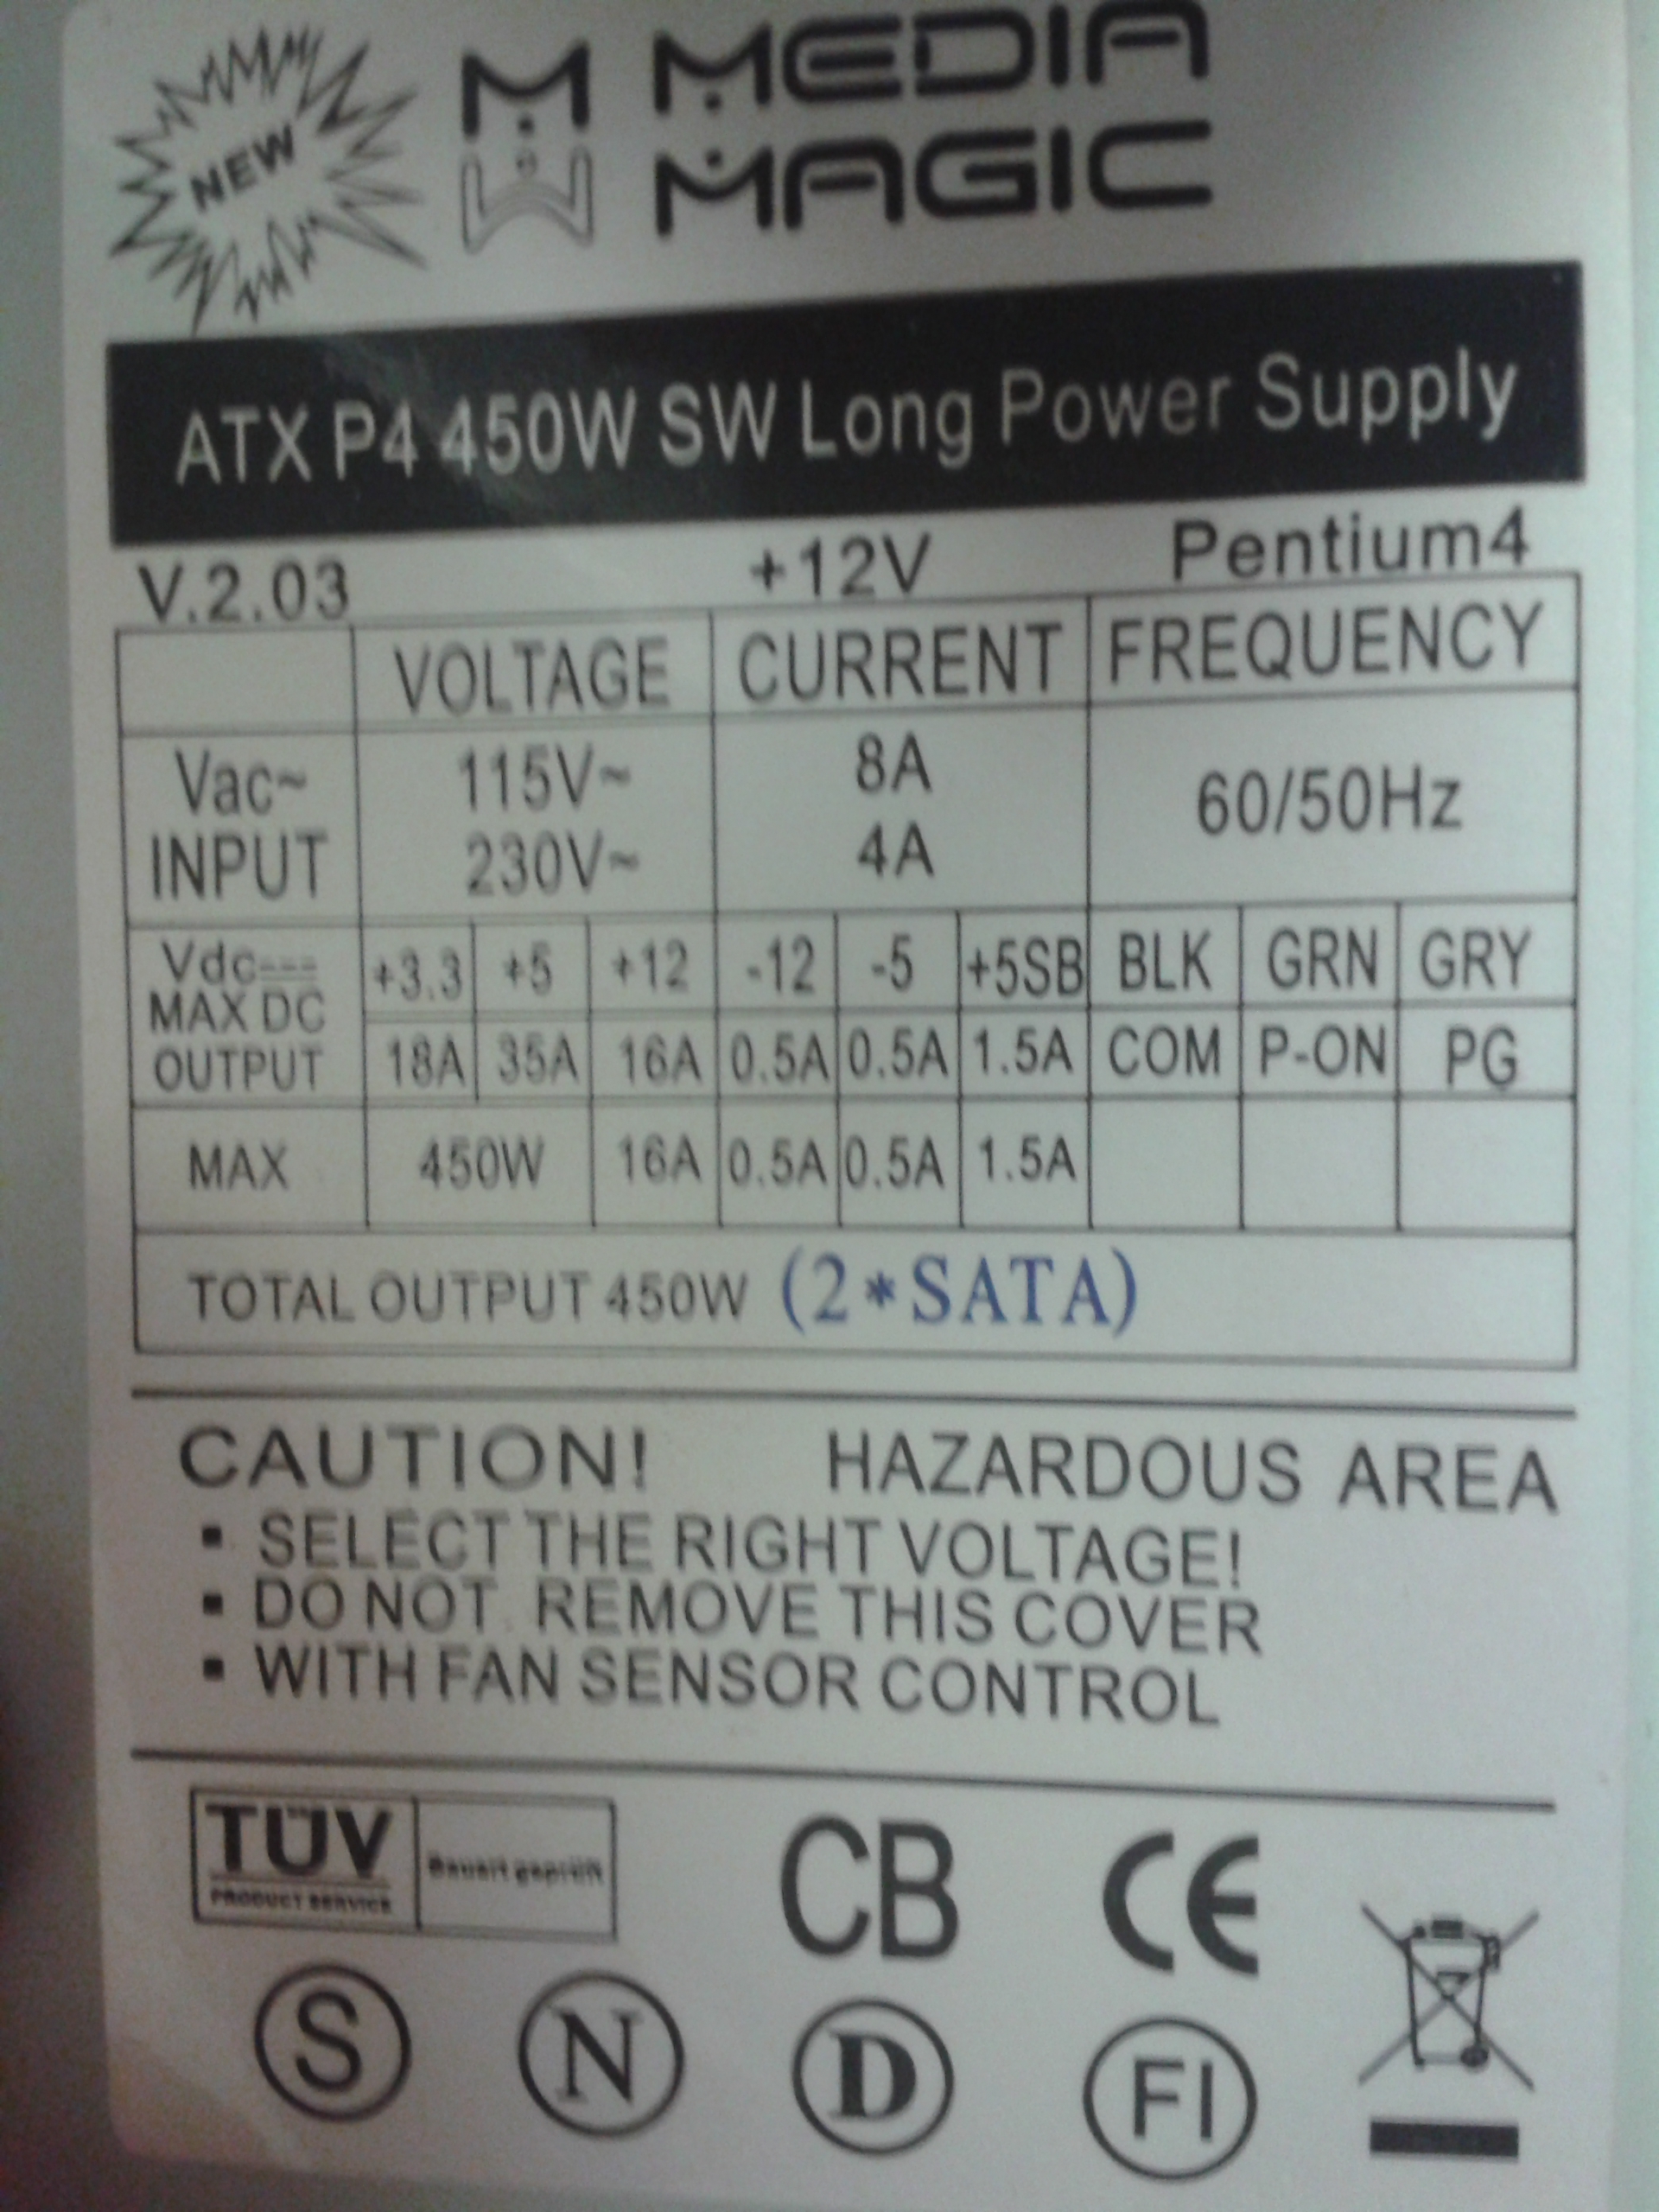 NEW
MEDIA
MAGIC
ATX P4 450W SW Long Power Supply
V.2.03 +12V Pentium4
VOLTAGE CURRENT FREQUENCY
Vac~ INPUT 115V~ 8A 60/50Hz
230V~ 4A
Vdc MAX DC OUTPUT +3.3 +5 +12 -12 -5 +5SB BLK GRN GRY
18A 35A 16A 0.5A 0.5A 1.5A COM P-ON PG
MAX 450W 16A 0.5A 0.5A 1.5A
TOTAL OUTPUT 450W (2*SATA)
CAUTION! HAZARDOUS AREA
▪ SELECT THE RIGHT VOLTAGE!
▪ DO NOT REMOVE THIS COVER
▪ WITH FAN SENSOR CONTROL
TÜV
PRODUCT SERVICE
Bauart geprüft
CB CE
S N D FI